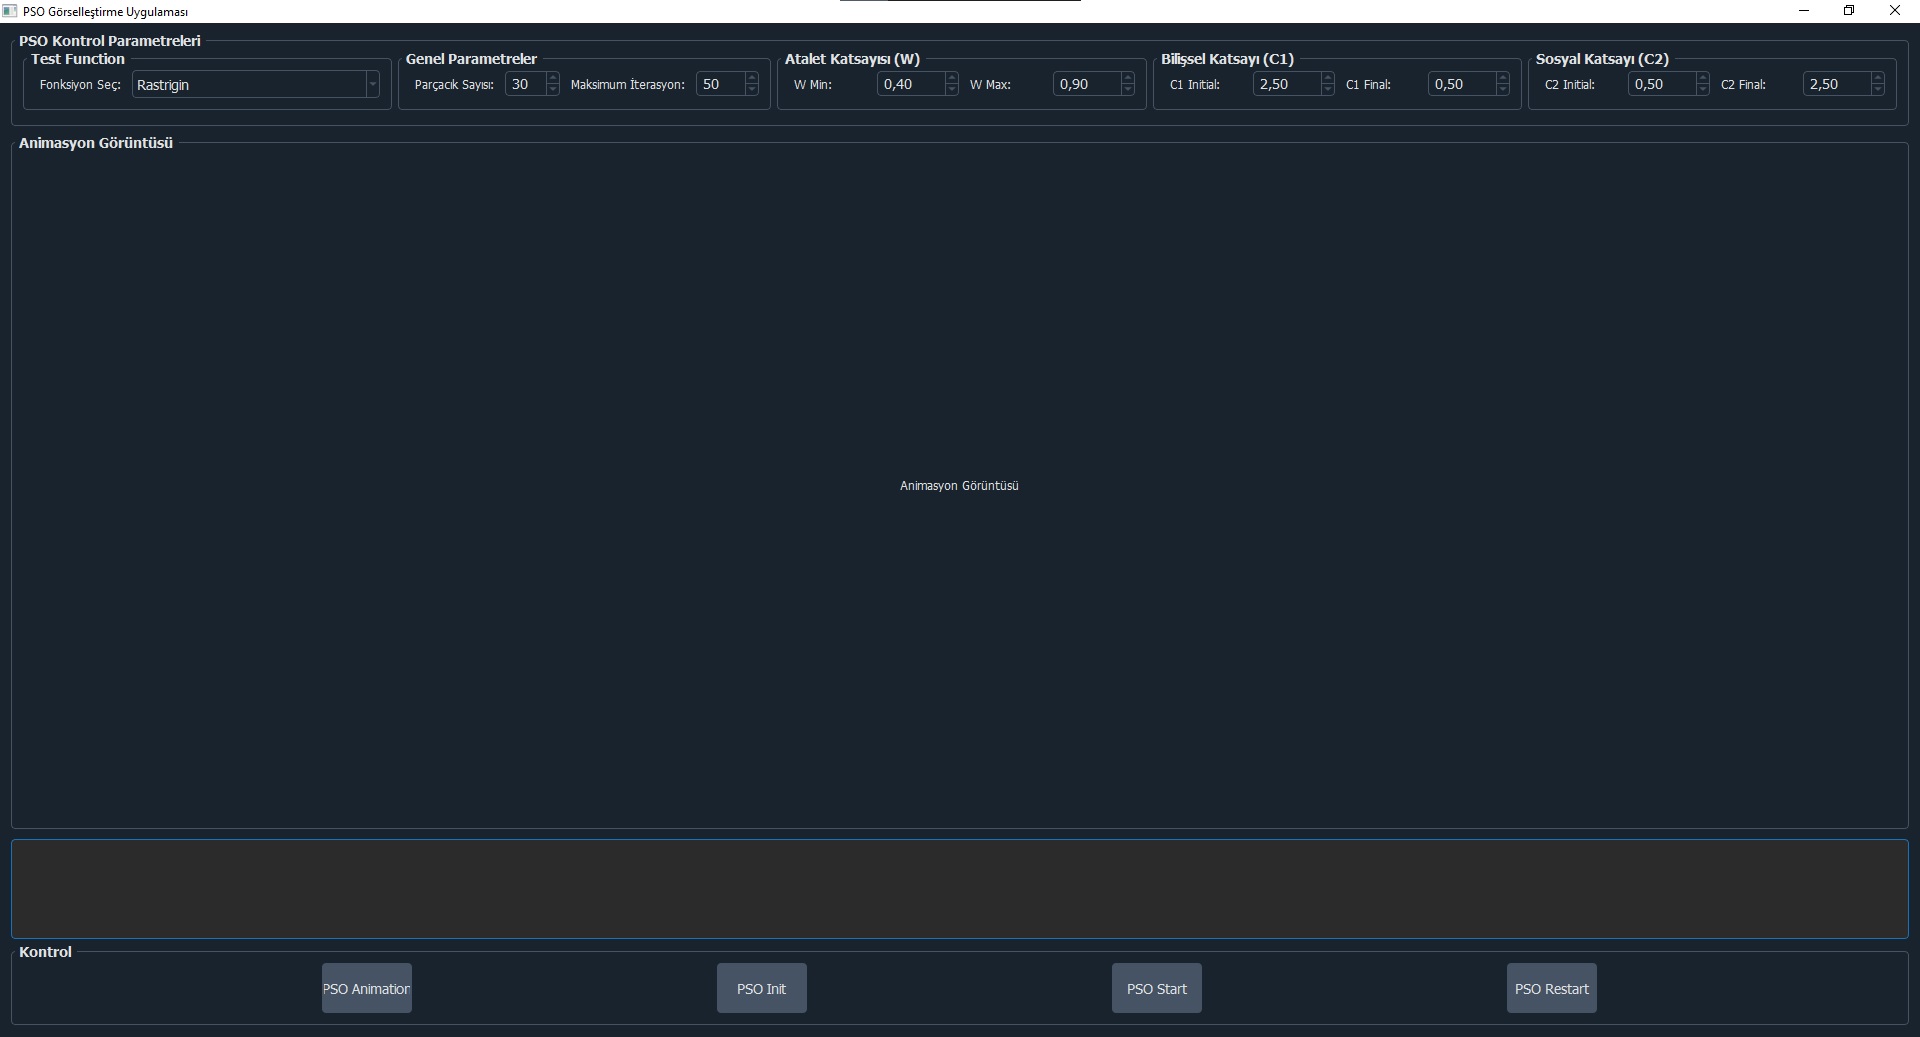 PSO Görselleştirme Uygulaması
PSO Kontrol Parametreleri
Test Function
Fonksiyon Seç: Rastrigin
Genel Parametreler
Parçacık Sayısı: 30 Maksimum İterasyon: 50
Atalet Katsayısı (W)
W Min: 0,40 W Max: 0,90
Bilişsel Katsayı (C1)
C1 Initial: 2,50 C1 Final: 0,50
Sosyal Katsayı (C2)
C2 Initial: 0,50 C2 Final: 2,50
Animasyon Görüntüsü
Animasyon Görüntüsü
Kontrol
PSO Animation PSO Init PSO Start PSO Restart